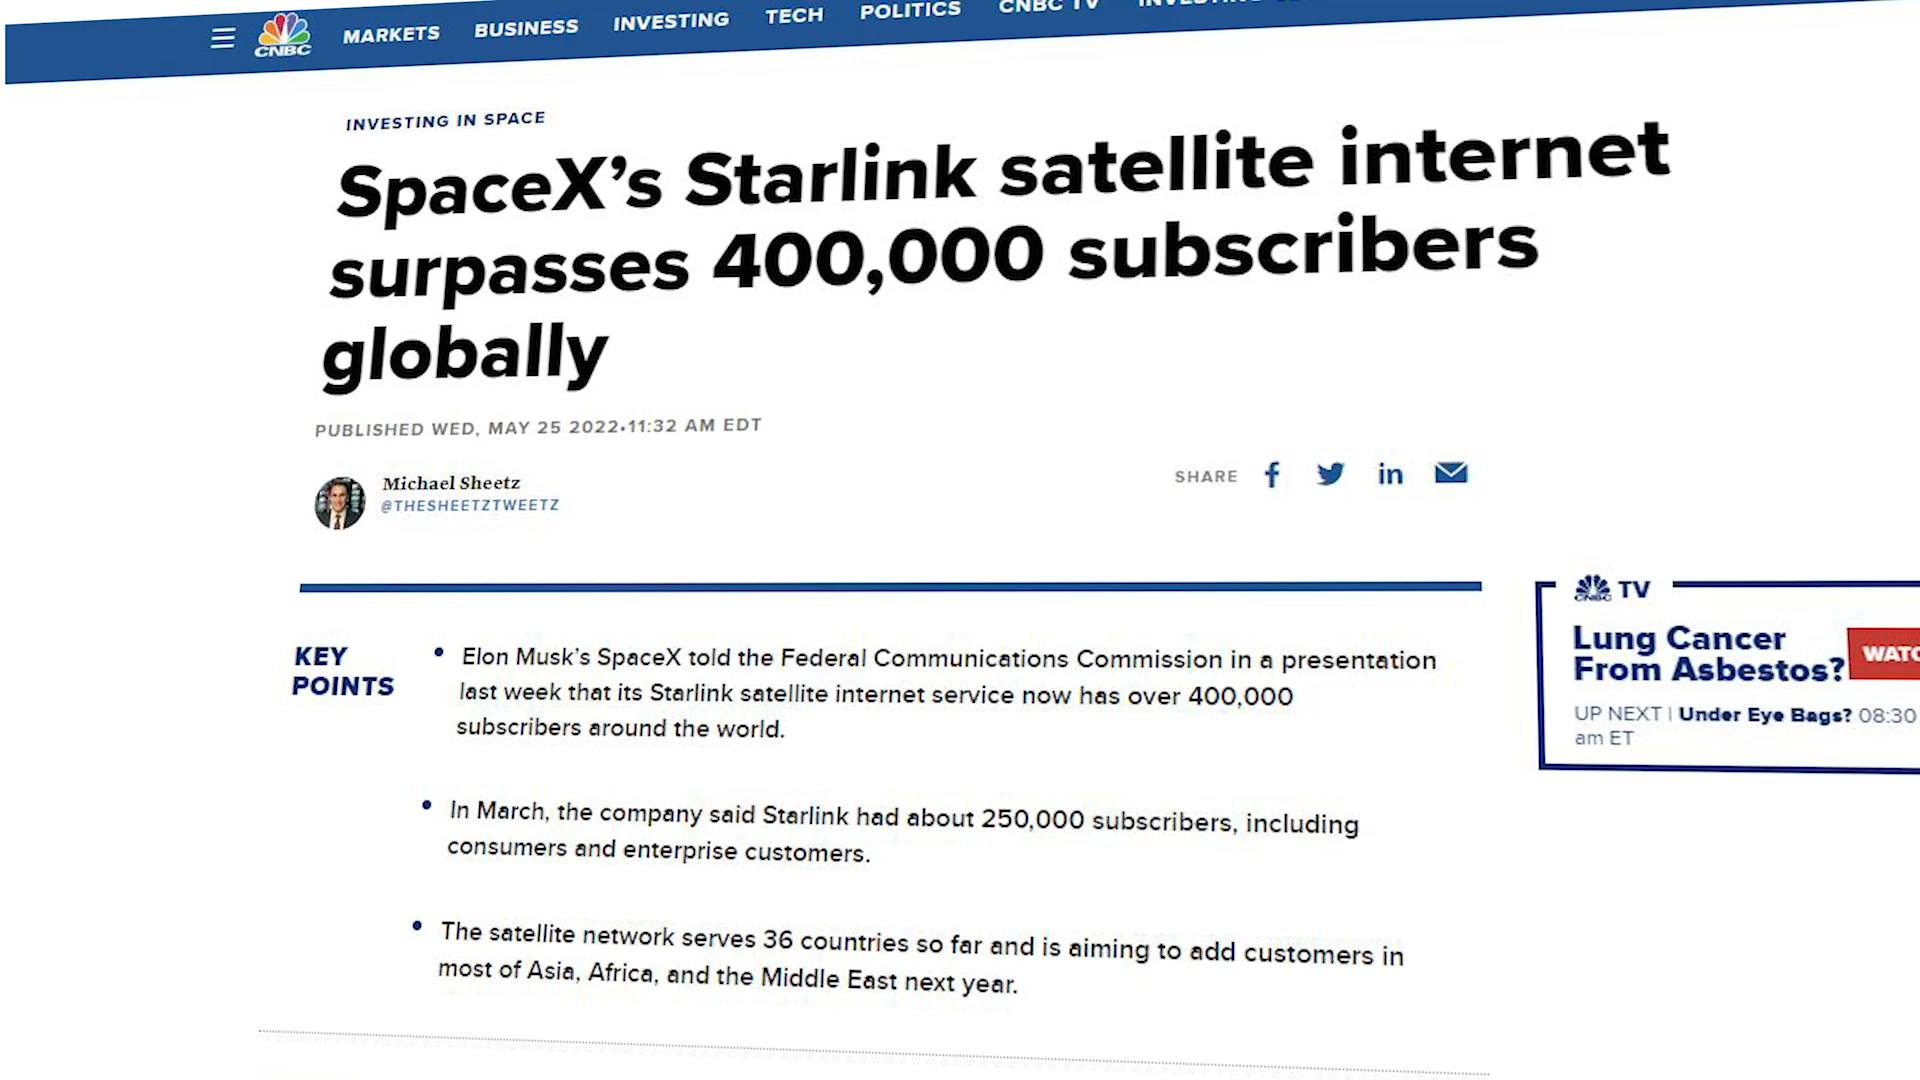 CNBC MARKETS BUSINESS INVESTING TECH POLITICS CNBC TV
INVESTING IN SPACE
SpaceX’s Starlink satellite internet
surpasses 400,000 subscribers
globally
PUBLISHED WED, MAY 25 2022•11:32 AM EDT
Michael Sheetz
@THESHEETZTWEETZ
SHARE f in
KEY
POINTS
• Elon Musk’s SpaceX told the Federal Communications Commission in a presentation
last week that its Starlink satellite internet service now has over 400,000
subscribers around the world.
• In March, the company said Starlink had about 250,000 subscribers, including
consumers and enterprise customers.
• The satellite network serves 36 countries so far and is aiming to add customers in
most of Asia, Africa, and the Middle East next year.
CNBC TV
Lung Cancer
From Asbestos?
WATC
UP NEXT | Under Eye Bags? 08:30
am ET